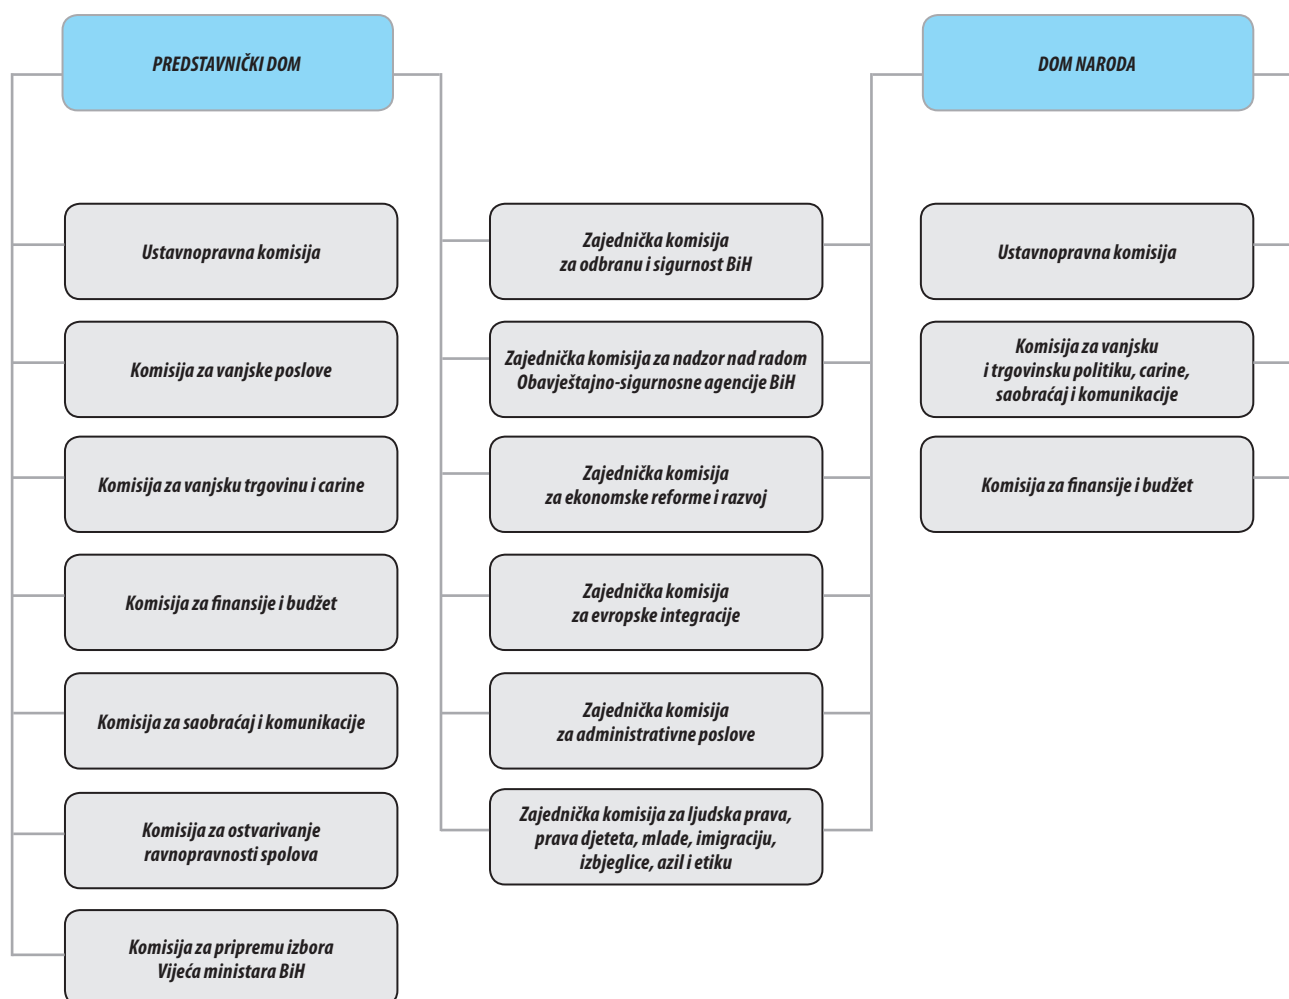 PREDSTAVNIČKI DOM
DOM NARODA
Ustavnopravna komisija
Komisija za vanjske poslove
Komisija za vanjsku trgovinu i carine
Komisija za finansije i budžet
Komisija za saobraćaj i komunikacije
Komisija za ostvarivanje
ravnopravnosti spolova
Komisija za pripremu izbora
Vijeća ministara BiH
Zajednička komisija
za odbranu i sigurnost BiH
Zajednička komisija za nadzor nad radom
Obavještajno-sigurnosne agencije BiH
Zajednička komisija
za ekonomske reforme i razvoj
Zajednička komisija
za evropske integracije
Zajednička komisija
za administrativne poslove
Zajednička komisija za ljudska prava,
prava djeteta, mlade, imigraciju,
izbjeglice, azil i etiku
Ustavnopravna komisija
Komisija za vanjsku
i trgovinsku politiku, carine,
saobraćaj i komunikacije
Komisija za finansije i budžet